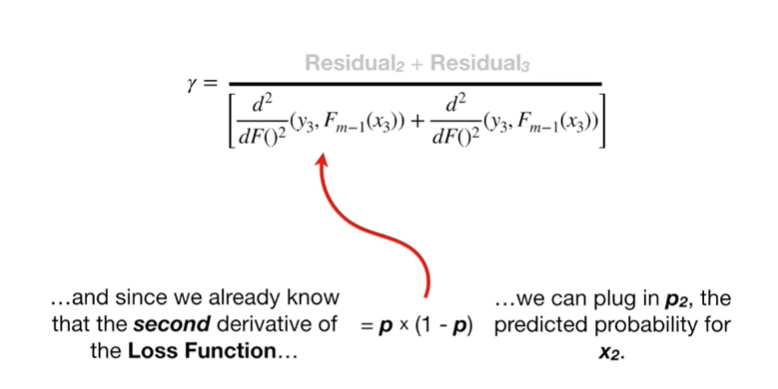 Residual₂ + Residual₃
γ =
[d²/dF()² (y₃, Fₘ₋₁(x₃)) + d²/dF()² (y₃, Fₘ₋₁(x₃))]
…and since we already know
that the second derivative of
the Loss Function…
= p × (1 - p)
…we can plug in p₂, the
predicted probability for
x₂.